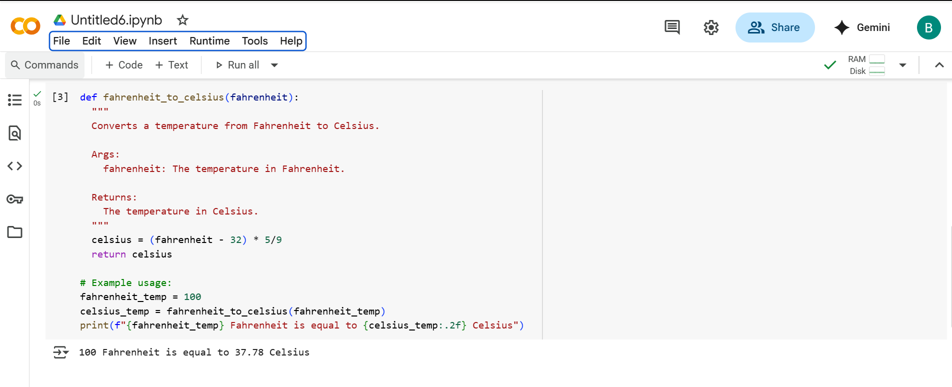 Untitled6.ipynb
File Edit View Insert Runtime Tools Help
Share
Gemini
B
Commands
+ Code + Text
Run all
RAM
Disk
0s
[3] def fahrenheit_to_celsius(fahrenheit):
"""
Converts a temperature from Fahrenheit to Celsius.
Args:
fahrenheit: The temperature in Fahrenheit.
Returns:
The temperature in Celsius.
"""
celsius = (fahrenheit - 32) * 5/9
return celsius
# Example usage:
fahrenheit_temp = 100
celsius_temp = fahrenheit_to_celsius(fahrenheit_temp)
print(f"{fahrenheit_temp} Fahrenheit is equal to {celsius_temp:.2f} Celsius")
100 Fahrenheit is equal to 37.78 Celsius